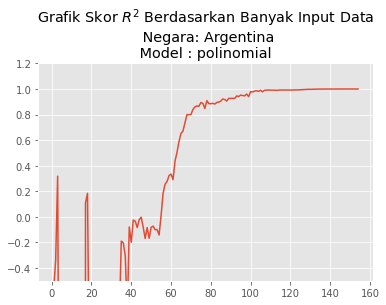 Grafik Skor R² Berdasarkan Banyak Input Data
Negara: Argentina
Model : polinomial
1.2
1.0
0.8
0.6
0.4
0.2
0.0
−0.2
−0.4
0 20 40 60 80 100 120 140 160